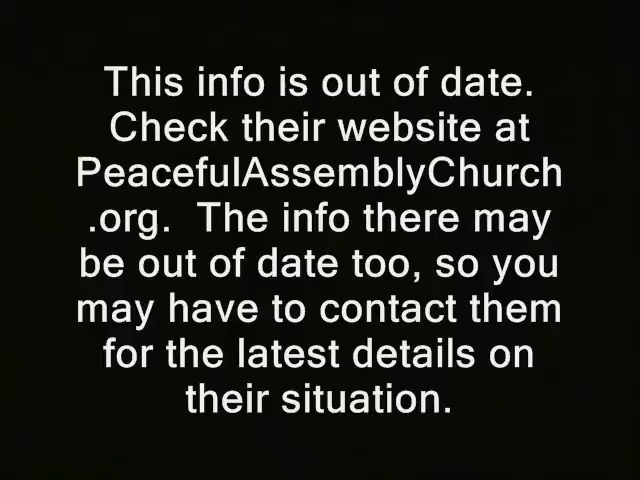 This info is out of date.
Check their website at
PeacefulAssemblyChurch
.org.  The info there may
be out of date too, so you
may have to contact them
for the latest details on
their situation.